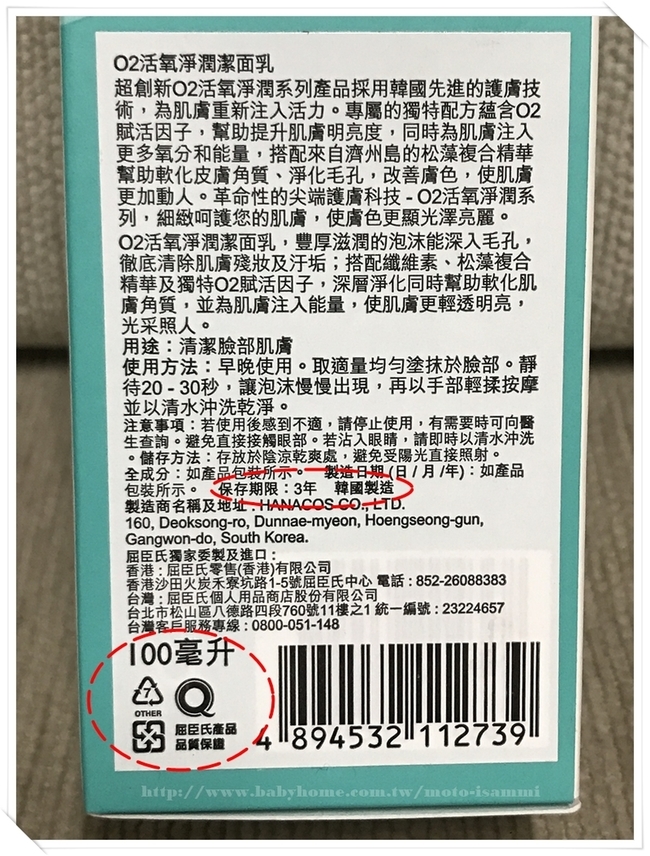 O2活氧淨潤潔面乳
超創新O2活氧淨潤系列產品採用韓國先進的護膚技
術，為肌膚重新注入活力。專屬的獨特配方蘊含O2
賦活因子，幫助提升肌膚明亮度，同時為肌膚注入
更多氧分和能量，搭配來自濟州島的松藻複合精華
幫助軟化皮膚角質、淨化毛孔，改善膚色，使肌膚
更加動人。革命性的尖端護膚科技 - O2活氧淨潤系
列，細緻呵護您的肌膚，使膚色更顯光澤亮麗。
O2活氧淨潤潔面乳，豐厚滋潤的泡沫能深入毛孔，
徹底清除肌膚殘妝及汙垢；搭配纖維素、松藻複合
精華及獨特O2賦活因子，深層淨化同時幫助軟化肌
膚角質，並為肌膚注入能量，使肌膚更輕透明亮，
光采照人。
用途：清潔臉部肌膚
使用方法：早晚使用。取適量均勻塗抹於臉部。靜
待20 - 30秒，讓泡沫慢慢出現，再以手部輕揉按摩
並以清水沖洗乾淨。
注意事項：若使用後感到不適，請停止使用，有需要時可向醫
生查詢。避免直接接觸眼部。若沾入眼睛，請即時以清水沖洗
。儲存方法：存放於陰涼乾爽處，避免受陽光直接照射。
全成分：如產品包裝所示。 製造日期 (日 / 月 /年)：如產品
包裝所示。 保存期限：3年 韓國製造
製造商名稱及地址：HANACOS CO., LTD.
160, Deoksong-ro, Dunnae-myeon, Hoengseong-gun,
Gangwon-do, South Korea.
屈臣氏獨家委製及進口：
香港：屈臣氏零售(香港)有限公司
香港沙田火炭禾寮坑路1-5號屈臣氏中心 電話：852-26088383
台灣：屈臣氏個人用品商店股份有限公司
台北市松山區八德路四段760號11樓之1 統一編號：23224657
台灣客戶服務專線：0800-051-148
100毫升
7
OTHER
屈臣氏產品
品質保證
4 894532 112739
http://www.babyhome.com.tw/moto-isammi